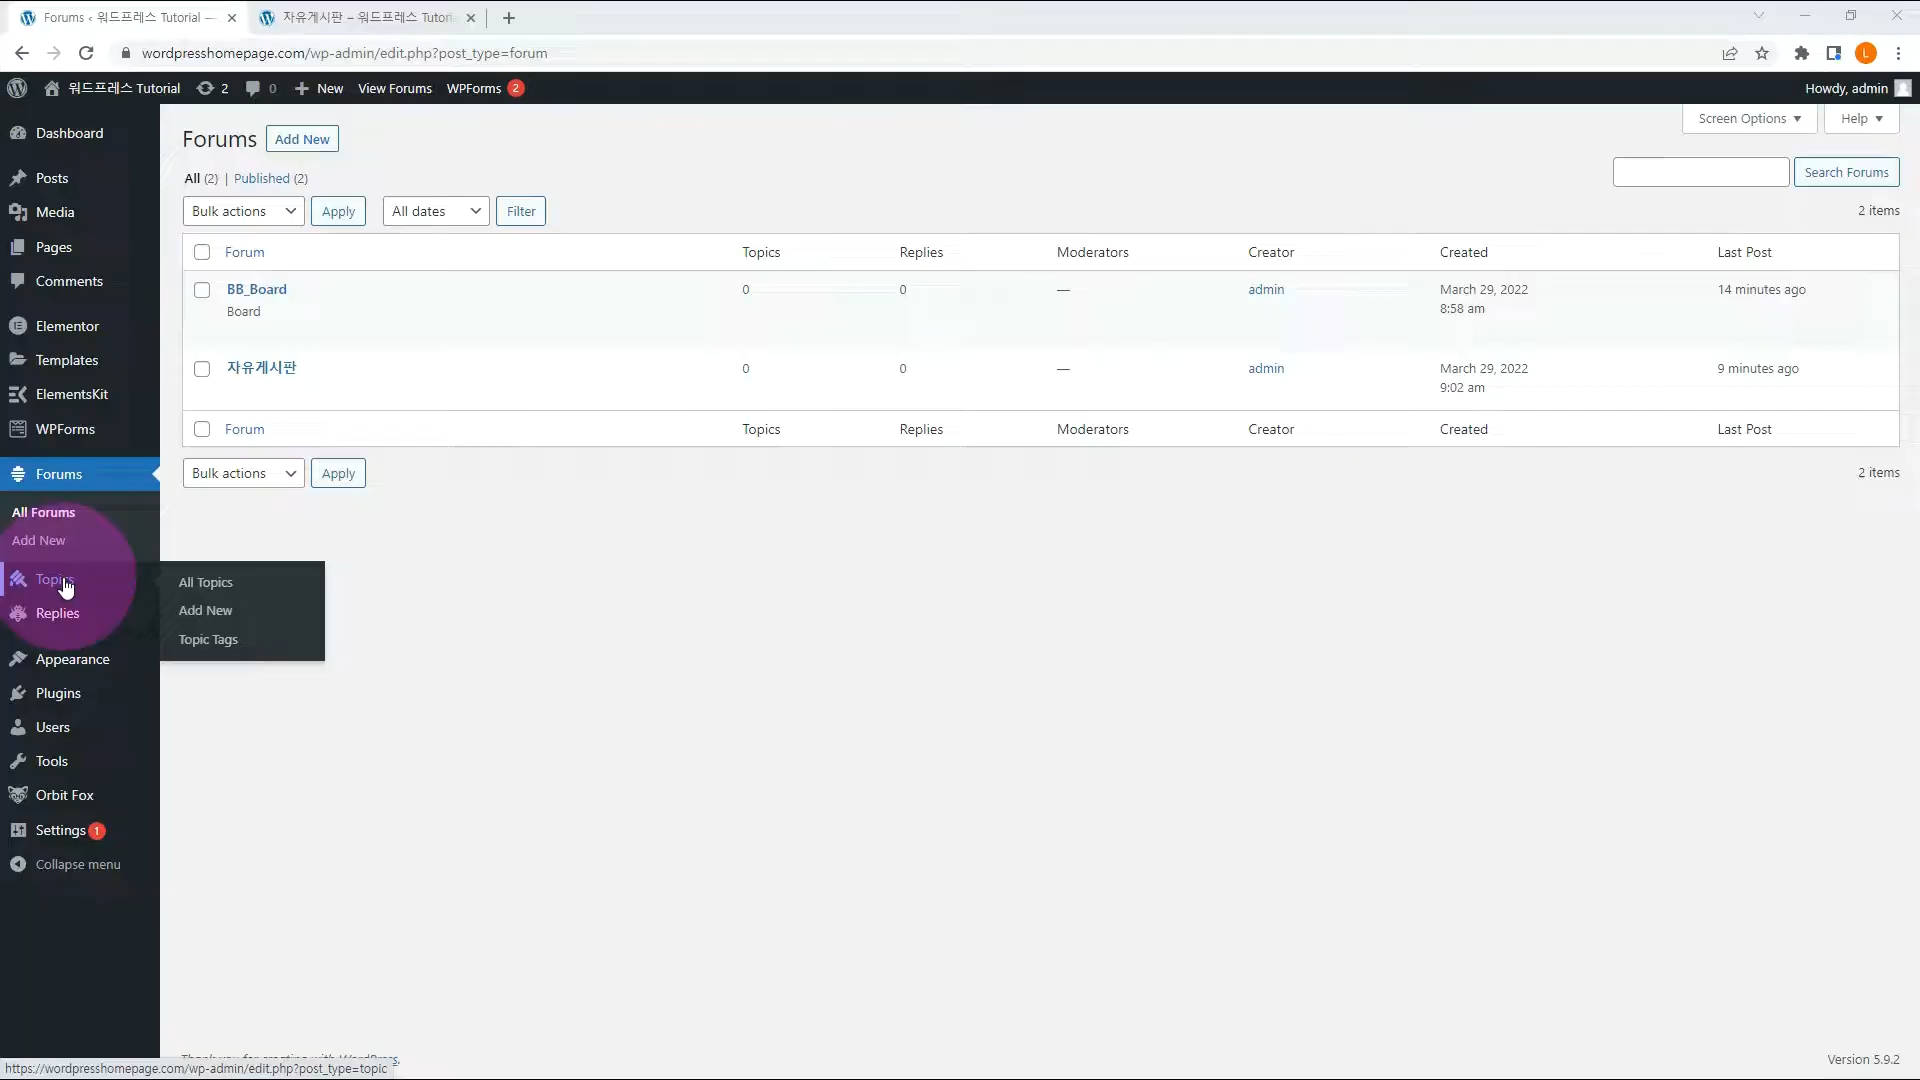 Forums ‹ 워드프레스 Tutorial —
자유게시판 – 워드프레스 Tutori
wordpresshomepage.com/wp-admin/edit.php?post_type=forum
L
워드프레스 Tutorial 2 0 New View Forums WPForms 2
Howdy, admin
Dashboard
Posts
Media
Pages
Comments
Elementor
Templates
ElementsKit
WPForms
Forums
All Forums
Add New
Topics
Replies
Appearance
Plugins
Users
Tools
Orbit Fox
Settings 1
Collapse menu
All Topics
Add New
Topic Tags
Screen Options Help
Forums Add New
All (2) | Published (2)
Search Forums
Bulk actions Apply All dates Filter
2 items
Forum Topics Replies Moderators Creator Created Last Post
BB_Board 0 0 — admin March 29, 2022 14 minutes ago
Board 8:58 am
자유게시판 0 0 — admin March 29, 2022 9 minutes ago
9:02 am
Forum Topics Replies Moderators Creator Created Last Post
Bulk actions Apply
2 items
Thank you for creating with WordPress.
Version 5.9.2
https://wordpresshomepage.com/wp-admin/edit.php?post_type=topic